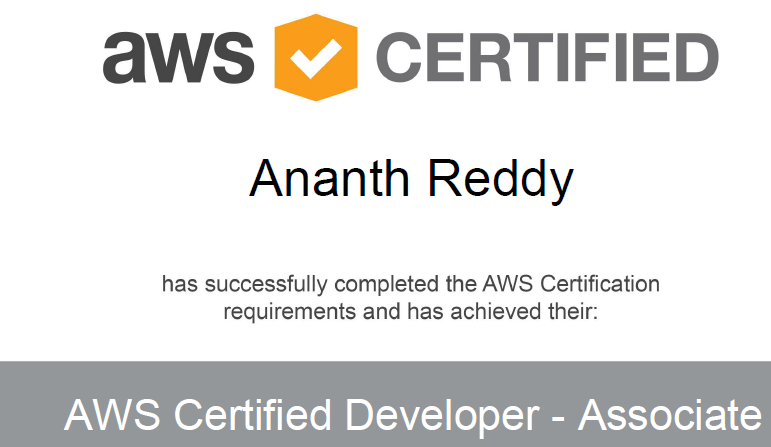 aws CERTIFIED
Ananth Reddy
has successfully completed the AWS Certification
requirements and has achieved their:
AWS Certified Developer - Associate